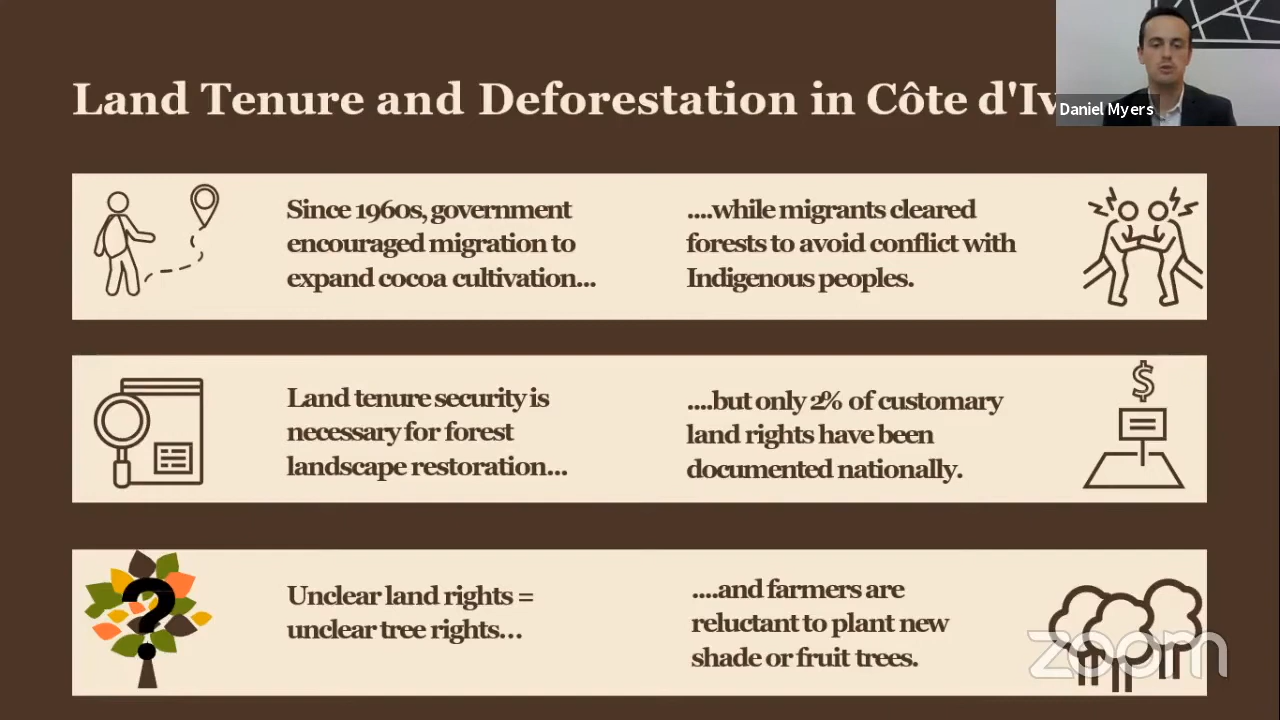 Land Tenure and Deforestation in Côte d'Iv
Daniel Myers
Since 1960s, government
encouraged migration to
expand cocoa cultivation...
....while migrants cleared
forests to avoid conflict with
Indigenous peoples.
Land tenure security is
necessary for forest
landscape restoration...
$
....but only 2% of customary
land rights have been
documented nationally.
?
Unclear land rights =
unclear tree rights...
....and farmers are
reluctant to plant new
shade or fruit trees.
zoom